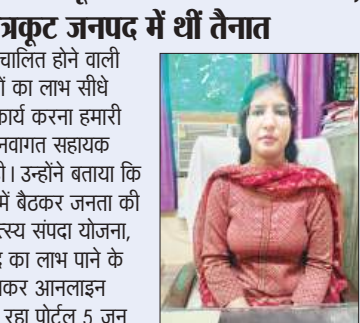 त्रकूट जनपद में थीं तैनात
चालित होने वाली
ों का लाभ सीधे
कार्य करना हमारी
नवागत सहायक
ी। उन्होंने बताया कि
में बैठकर जनता की
त्स्य संपदा योजना,
का लाभ पाने के
कर आनलाइन
रहा पोर्टल 5 जून